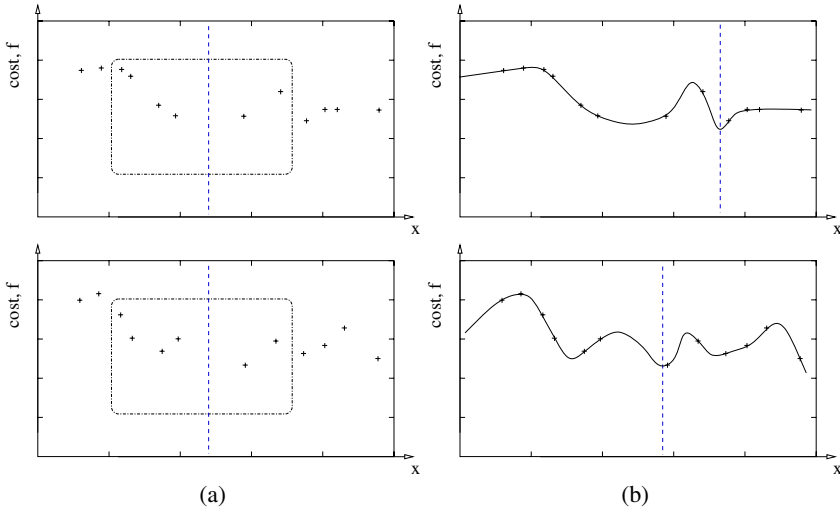 cost, f
x
cost, f
x
cost, f
x
cost, f
x
(a)
(b)